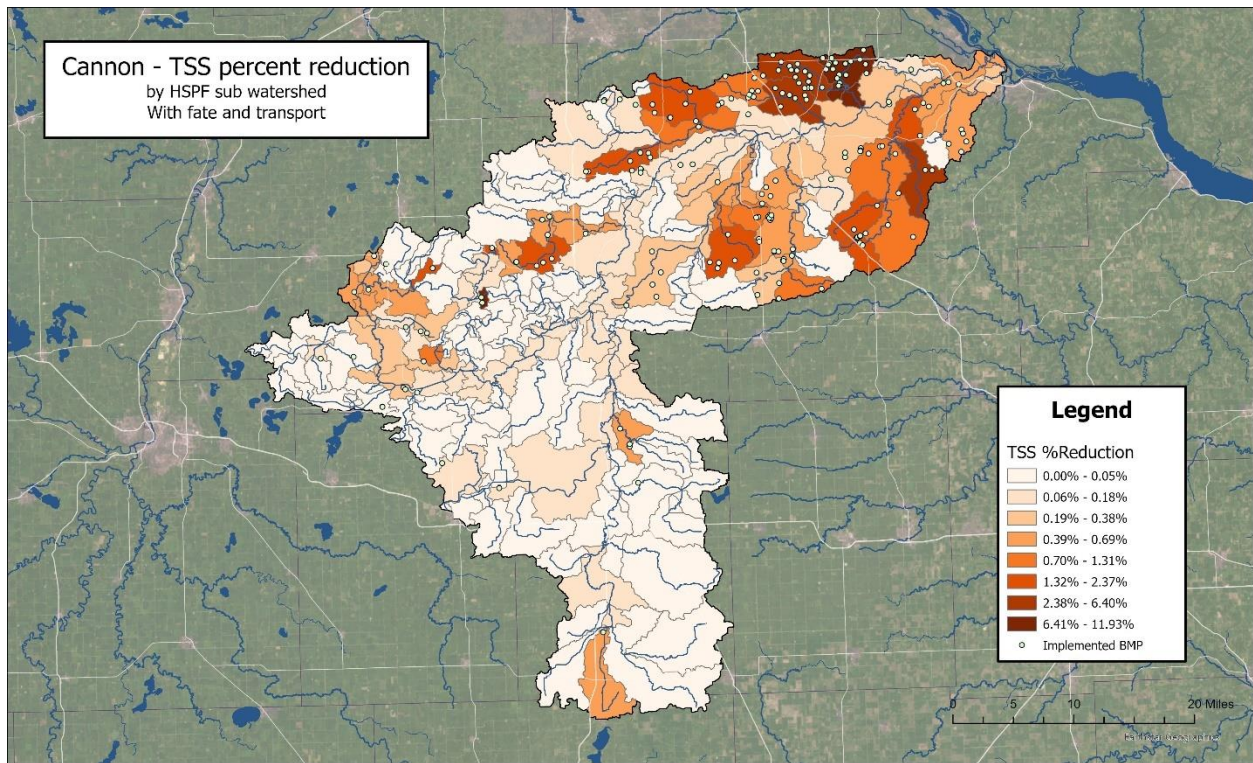 Cannon - TSS percent reduction
by HSPF sub watershed
With fate and transport
Legend
TSS %Reduction
0.00% - 0.05%
0.06% - 0.18%
0.19% - 0.38%
0.39% - 0.69%
0.70% - 1.31%
1.32% - 2.37%
2.38% - 6.40%
6.41% - 11.93%
Implemented BMP
0 5 10 20 Miles